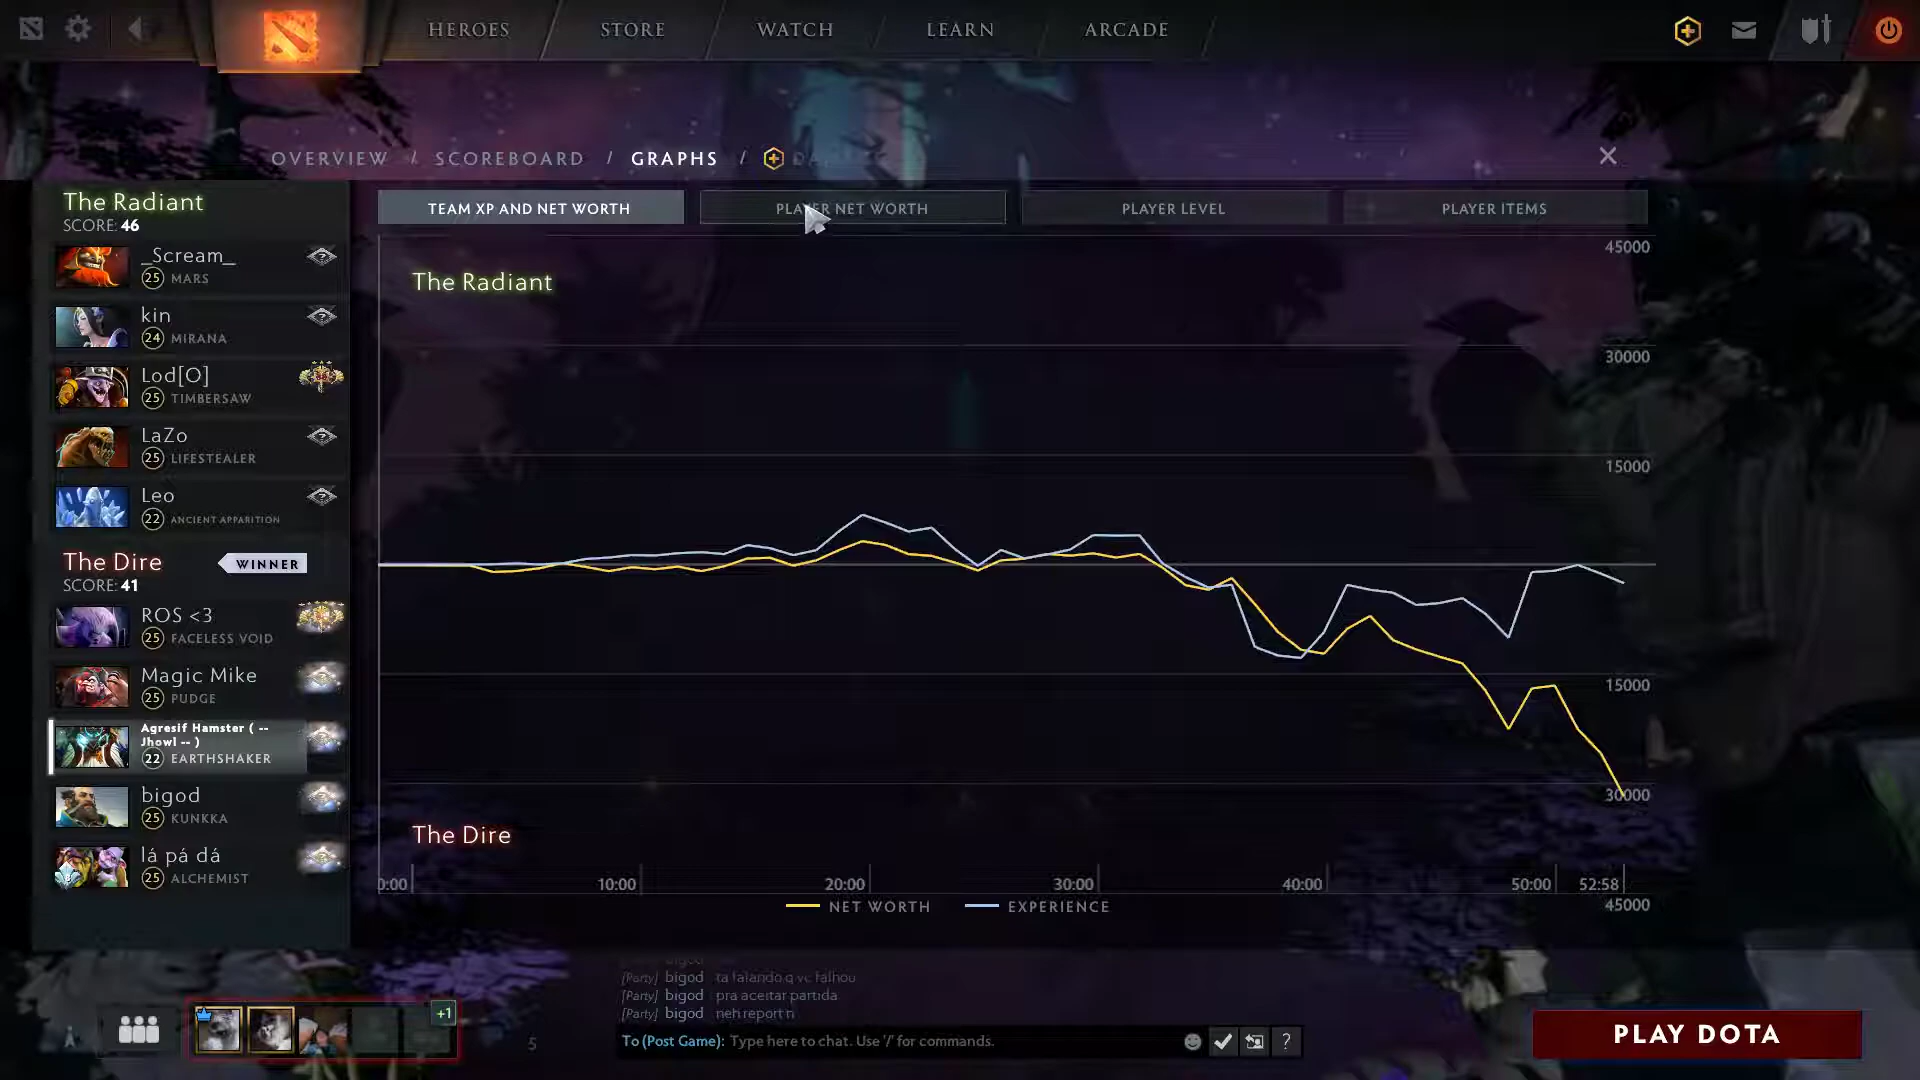 HEROES
STORE
WATCH
LEARN
ARCADE
OVERVIEW / SCOREBOARD / GRAPHS /
TEAM XP AND NET WORTH
PLAYER NET WORTH
PLAYER LEVEL
PLAYER ITEMS
The Radiant
SCORE: 46
_Scream_
25 MARS
kin
24 MIRANA
Lod[O]
25 TIMBERSAW
LaZo
25 LIFESTEALER
Leo
22 ANCIENT APPARITION
The Dire
WINNER
SCORE: 41
ROS <3
25 FACELESS VOID
Magic Mike
25 PUDGE
Agresif Hamster ( --
Jhowl -- )
22 EARTHSHAKER
bigod
25 KUNKKA
lá pá dá
25 ALCHEMIST
The Radiant
45000
30000
15000
15000
30000
45000
The Dire
0:00
10:00
20:00
30:00
40:00
50:00
52:58
NET WORTH
EXPERIENCE
[Party] bigod ta falando q vc falhou
[Party] bigod pra aceitar partida
[Party] bigod neh report n
To (Post Game): Type here to chat. Use '/' for commands.
?
+1
5
PLAY DOTA